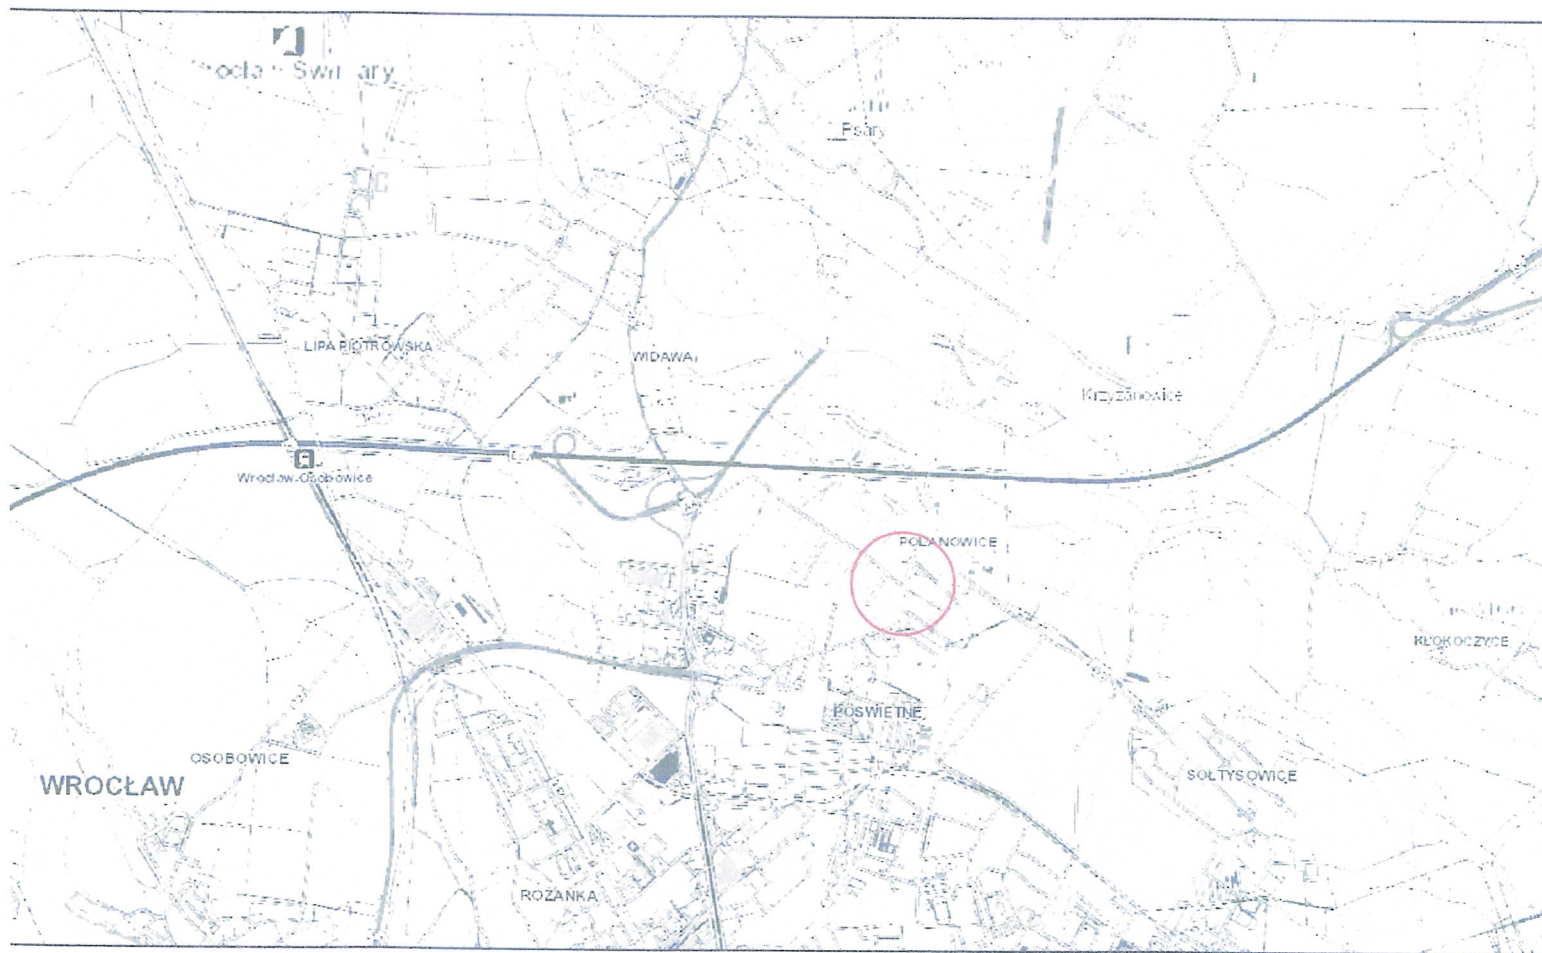 Psary
LIPA PIOTROWSKA
WIDAWA
Krzyżanowice
Wrocław-Osobowice
POLANOWICE
KŁOKOCZYCE
POŚWIĘTNE
OSOBOWICE
WROCŁAW
SOŁTYSOWICE
RÓŻANKA